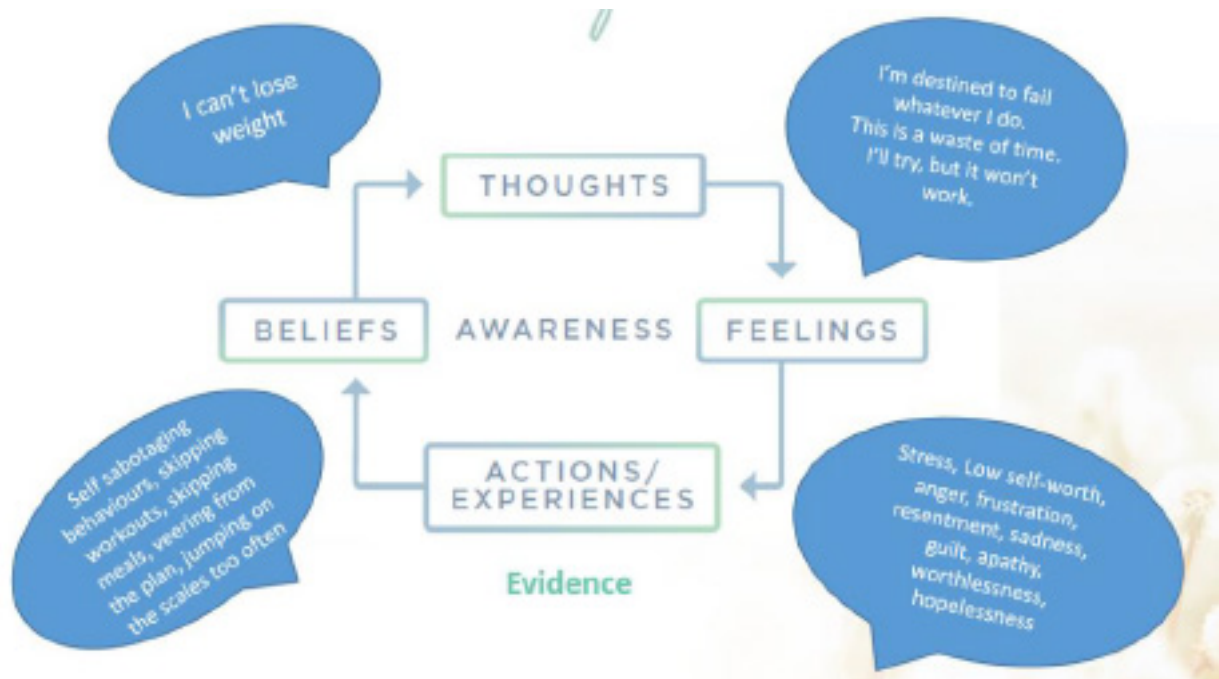 I can't lose
weight
I'm destined to fail
whatever I do.
This is a waste of time.
I'll try, but it won't
work.
THOUGHTS
BELIEFS
AWARENESS
FEELINGS
ACTIONS/
EXPERIENCES
Evidence
Self sabotaging
behaviours, skipping
workouts, skipping
meals, veering from
the plan, jumping on
the scales too often
Stress, Low self-worth,
anger, frustration,
resentment, sadness,
guilt, apathy,
worthlessness,
hopelessness